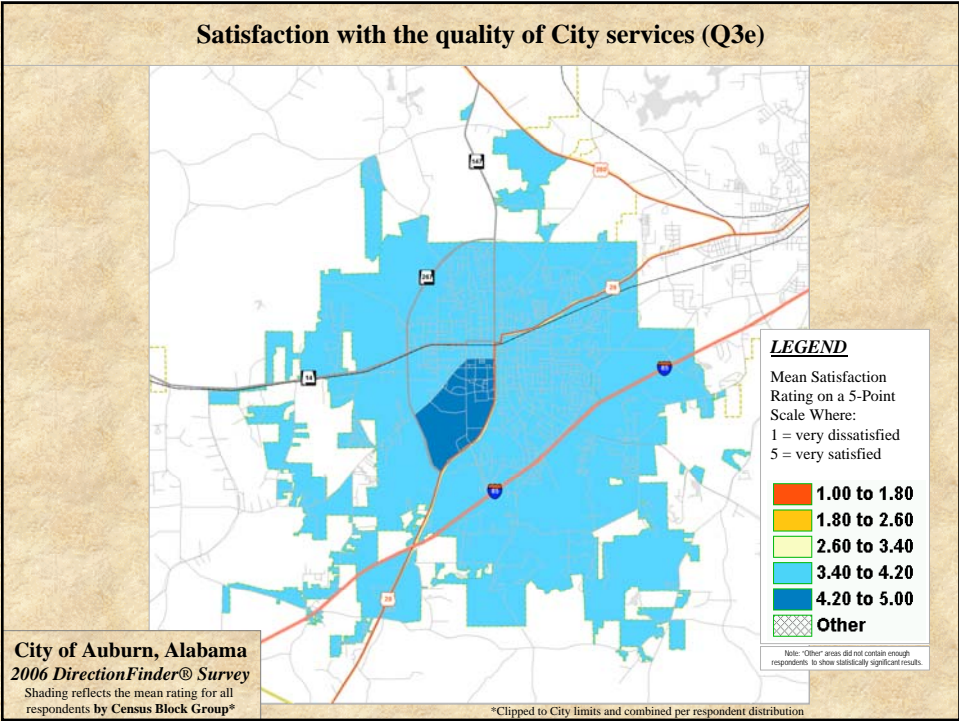 Satisfaction with the quality of City services (Q3e)
147
280
267
29
14
85
85
29
LEGEND
Mean Satisfaction
Rating on a 5-Point
Scale Where:
1 = very dissatisfied
5 = very satisfied
1.00 to 1.80
1.80 to 2.60
2.60 to 3.40
3.40 to 4.20
4.20 to 5.00
Other
Note: "Other" areas did not contain enough
respondents to show statistically significant results.
City of Auburn, Alabama
2006 DirectionFinder® Survey
Shading reflects the mean rating for all
respondents by Census Block Group*
*Clipped to City limits and combined per respondent distribution